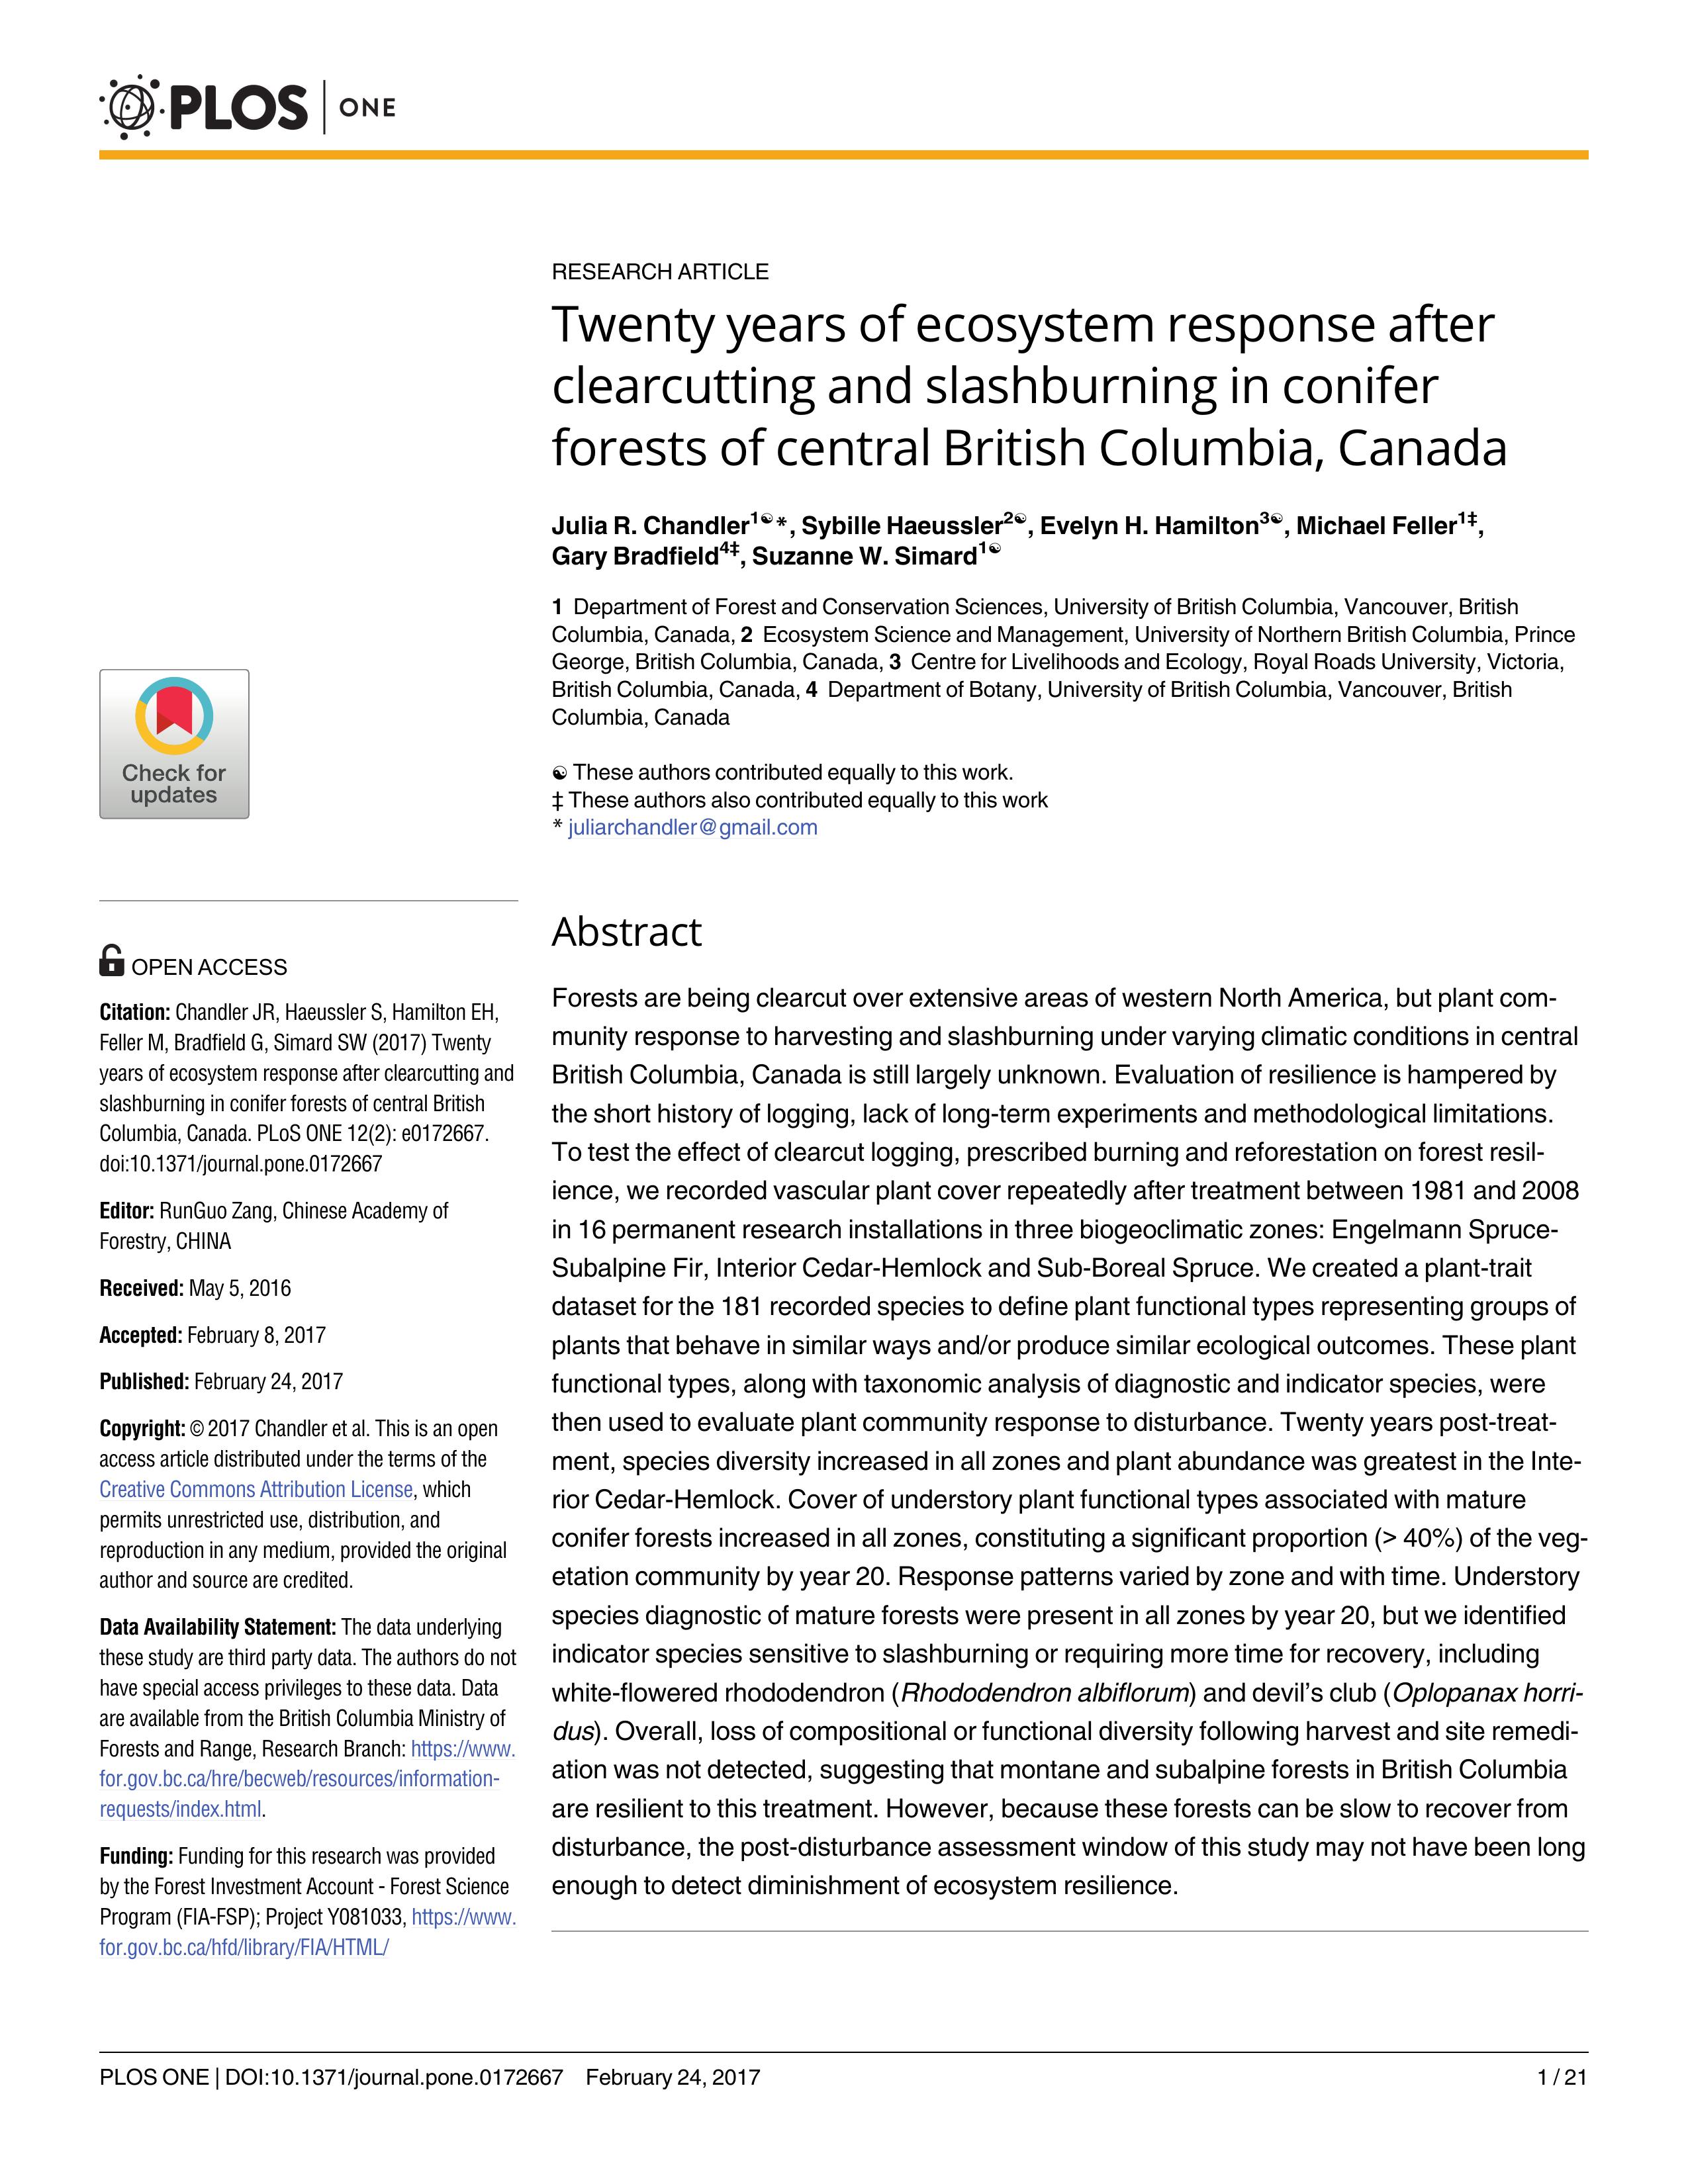 PLOS | ONE
RESEARCH ARTICLE
Twenty years of ecosystem response after
clearcutting and slashburning in conifer
forests of central British Columbia, Canada
Julia R. Chandler1☯*, Sybille Haeussler2☯, Evelyn H. Hamilton3☯, Michael Feller1‡,
Gary Bradfield4‡, Suzanne W. Simard1☯
1 Department of Forest and Conservation Sciences, University of British Columbia, Vancouver, British
Columbia, Canada, 2 Ecosystem Science and Management, University of Northern British Columbia, Prince
George, British Columbia, Canada, 3 Centre for Livelihoods and Ecology, Royal Roads University, Victoria,
British Columbia, Canada, 4 Department of Botany, University of British Columbia, Vancouver, British
Columbia, Canada
☯ These authors contributed equally to this work.
‡ These authors also contributed equally to this work
* juliarchandler@gmail.com
Check for
updates
OPEN ACCESS
Citation: Chandler JR, Haeussler S, Hamilton EH,
Feller M, Bradfield G, Simard SW (2017) Twenty
years of ecosystem response after clearcutting and
slashburning in conifer forests of central British
Columbia, Canada. PLoS ONE 12(2): e0172667.
doi:10.1371/journal.pone.0172667
Editor: RunGuo Zang, Chinese Academy of
Forestry, CHINA
Received: May 5, 2016
Accepted: February 8, 2017
Published: February 24, 2017
Copyright: © 2017 Chandler et al. This is an open
access article distributed under the terms of the
Creative Commons Attribution License, which
permits unrestricted use, distribution, and
reproduction in any medium, provided the original
author and source are credited.
Data Availability Statement: The data underlying
these study are third party data. The authors do not
have special access privileges to these data. Data
are available from the British Columbia Ministry of
Forests and Range, Research Branch: https://www.
for.gov.bc.ca/hre/becweb/resources/information-
requests/index.html.
Funding: Funding for this research was provided
by the Forest Investment Account - Forest Science
Program (FIA-FSP); Project Y081033, https://www.
for.gov.bc.ca/hfd/library/FIA/HTML/
Abstract
Forests are being clearcut over extensive areas of western North America, but plant com-
munity response to harvesting and slashburning under varying climatic conditions in central
British Columbia, Canada is still largely unknown. Evaluation of resilience is hampered by
the short history of logging, lack of long-term experiments and methodological limitations.
To test the effect of clearcut logging, prescribed burning and reforestation on forest resil-
ience, we recorded vascular plant cover repeatedly after treatment between 1981 and 2008
in 16 permanent research installations in three biogeoclimatic zones: Engelmann Spruce-
Subalpine Fir, Interior Cedar-Hemlock and Sub-Boreal Spruce. We created a plant-trait
dataset for the 181 recorded species to define plant functional types representing groups of
plants that behave in similar ways and/or produce similar ecological outcomes. These plant
functional types, along with taxonomic analysis of diagnostic and indicator species, were
then used to evaluate plant community response to disturbance. Twenty years post-treat-
ment, species diversity increased in all zones and plant abundance was greatest in the Inte-
rior Cedar-Hemlock. Cover of understory plant functional types associated with mature
conifer forests increased in all zones, constituting a significant proportion (> 40%) of the veg-
etation community by year 20. Response patterns varied by zone and with time. Understory
species diagnostic of mature forests were present in all zones by year 20, but we identified
indicator species sensitive to slashburning or requiring more time for recovery, including
white-flowered rhododendron (Rhododendron albiflorum) and devil’s club (Oplopanax horri-
dus). Overall, loss of compositional or functional diversity following harvest and site remedi-
ation was not detected, suggesting that montane and subalpine forests in British Columbia
are resilient to this treatment. However, because these forests can be slow to recover from
disturbance, the post-disturbance assessment window of this study may not have been long
enough to detect diminishment of ecosystem resilience.
PLOS ONE | DOI:10.1371/journal.pone.0172667 February 24, 2017
1 / 21